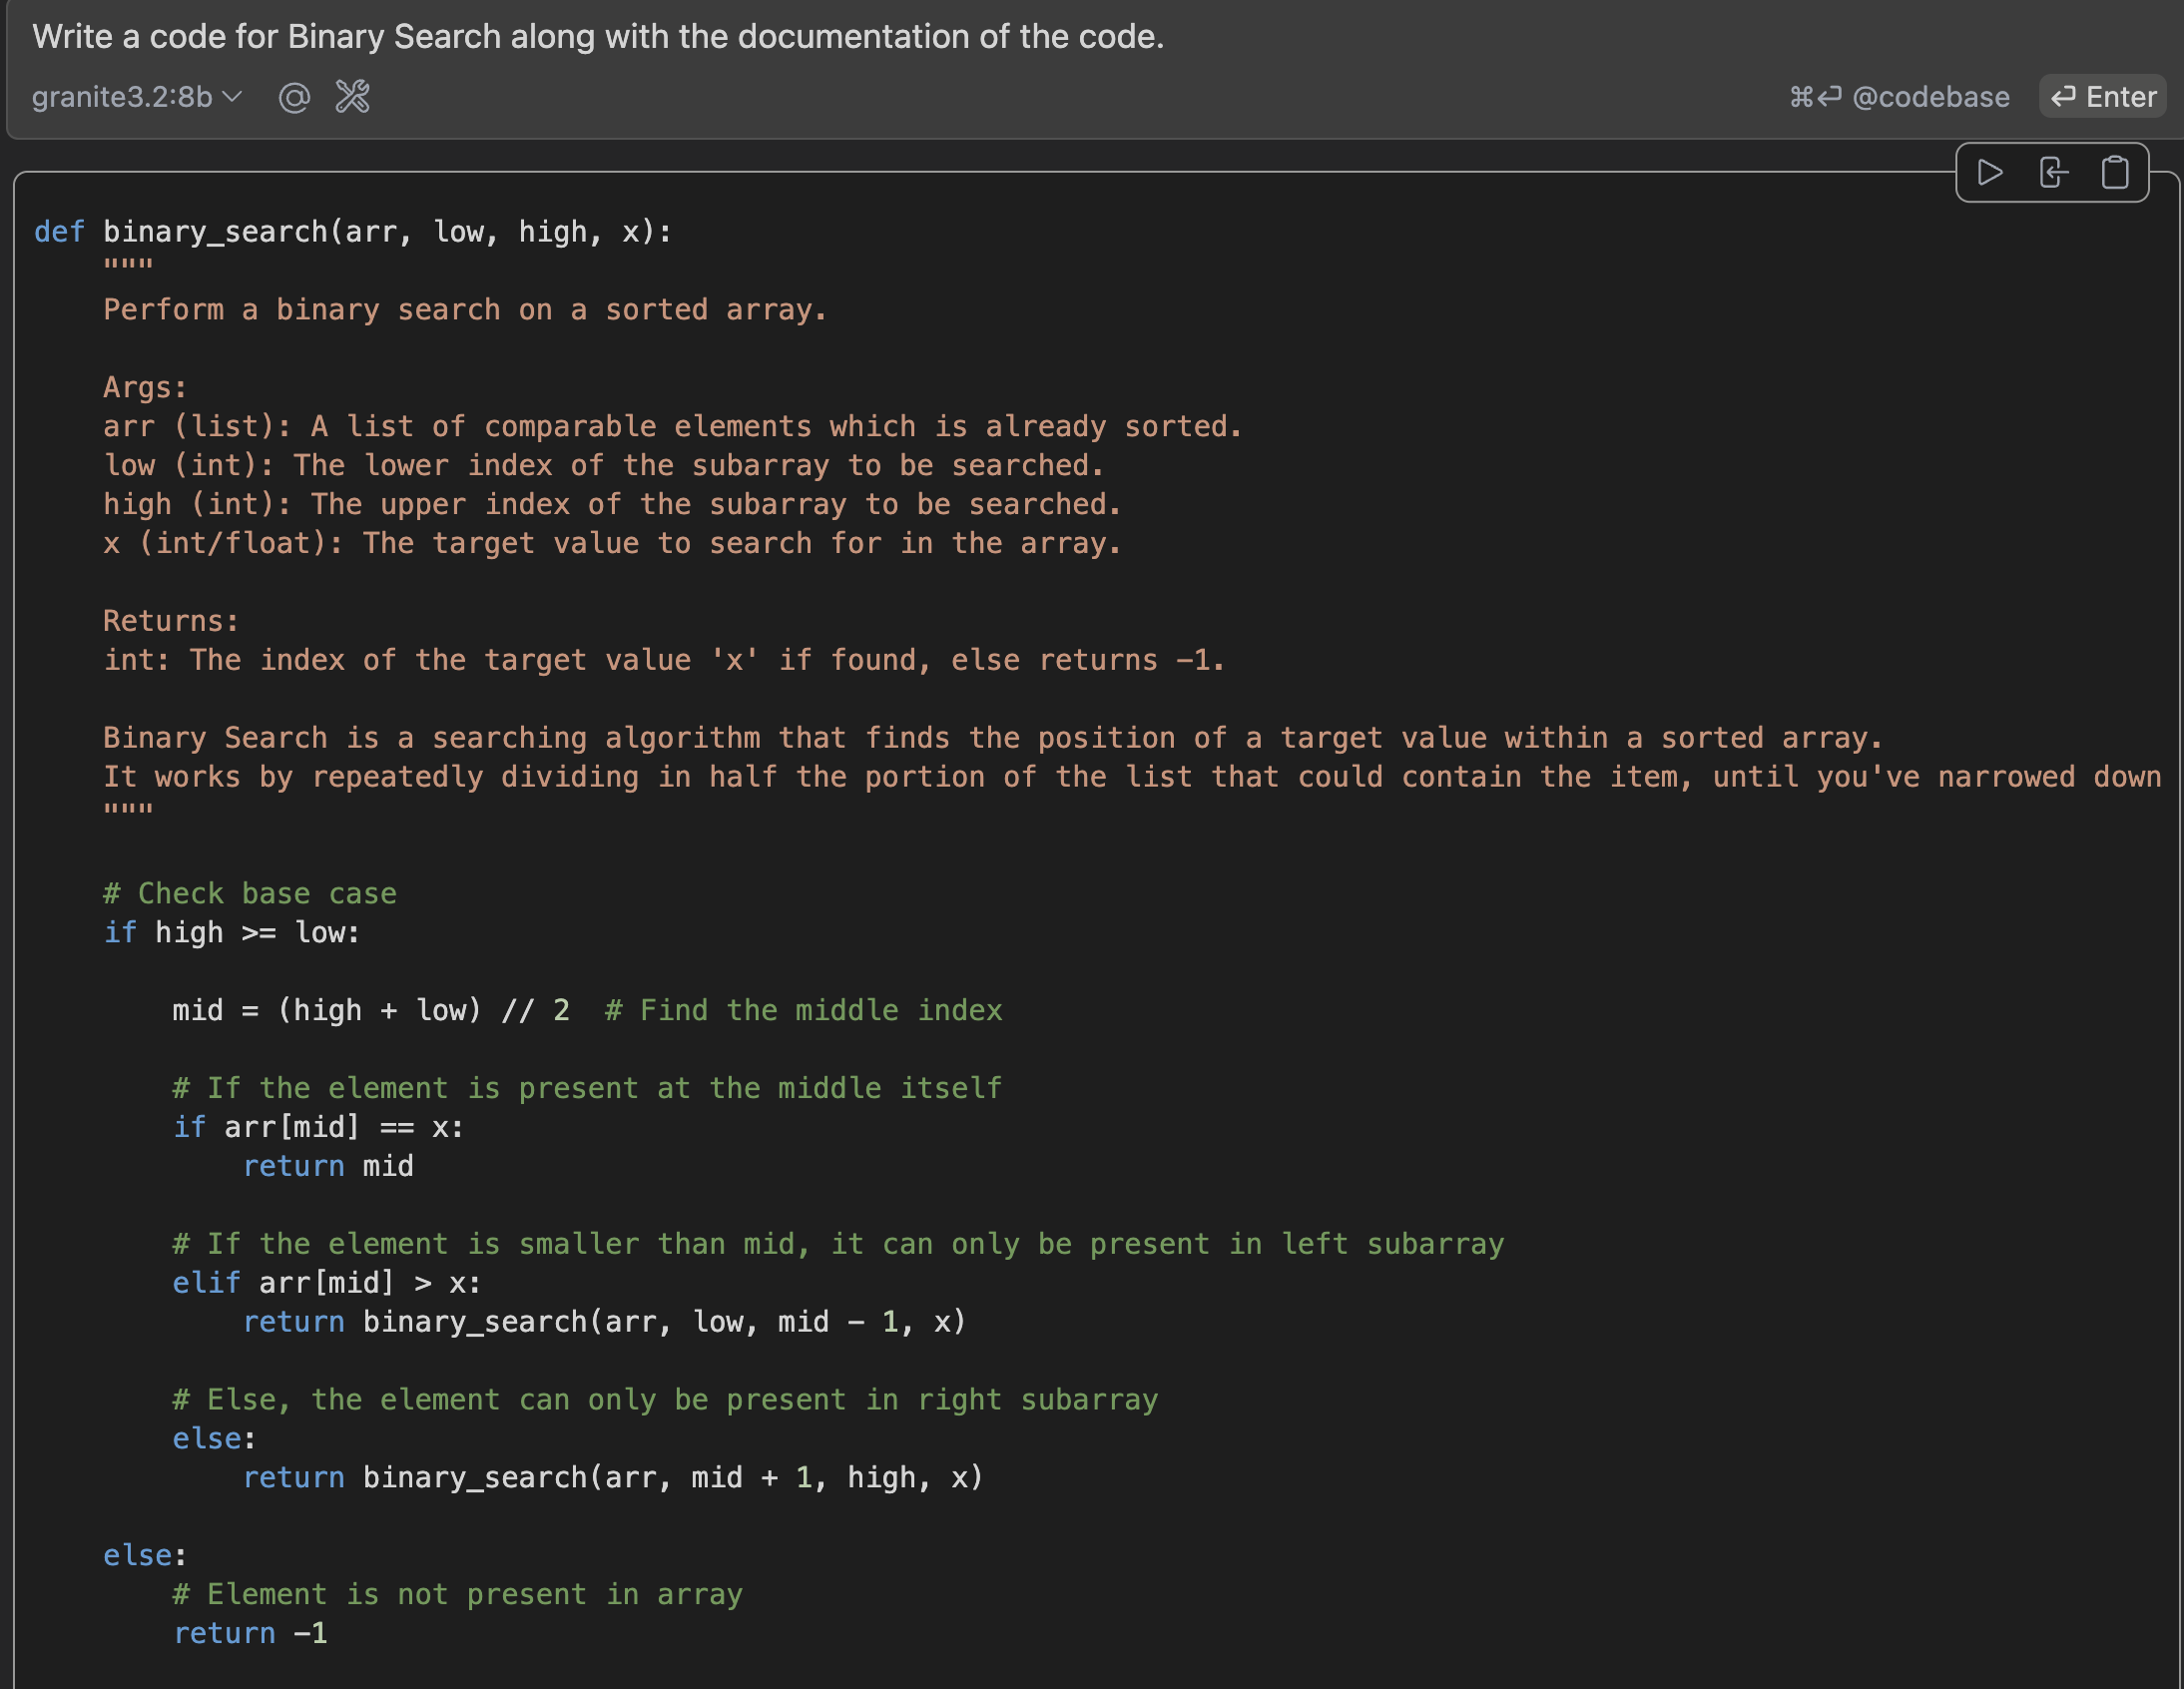 Write a code for Binary Search along with the documentation of the code.
granite3.2:8b @ ⌘⏎ @codebase ⏎ Enter
def binary_search(arr, low, high, x):
    """
    Perform a binary search on a sorted array.

    Args:
    arr (list): A list of comparable elements which is already sorted.
    low (int): The lower index of the subarray to be searched.
    high (int): The upper index of the subarray to be searched.
    x (int/float): The target value to search for in the array.

    Returns:
    int: The index of the target value 'x' if found, else returns -1.

    Binary Search is a searching algorithm that finds the position of a target value within a sorted array.
    It works by repeatedly dividing in half the portion of the list that could contain the item, until you've narrowed down
    """

    # Check base case
    if high >= low:

        mid = (high + low) // 2  # Find the middle index

        # If the element is present at the middle itself
        if arr[mid] == x:
            return mid

        # If the element is smaller than mid, it can only be present in left subarray
        elif arr[mid] > x:
            return binary_search(arr, low, mid - 1, x)

        # Else, the element can only be present in right subarray
        else:
            return binary_search(arr, mid + 1, high, x)

    else:
        # Element is not present in array
        return -1